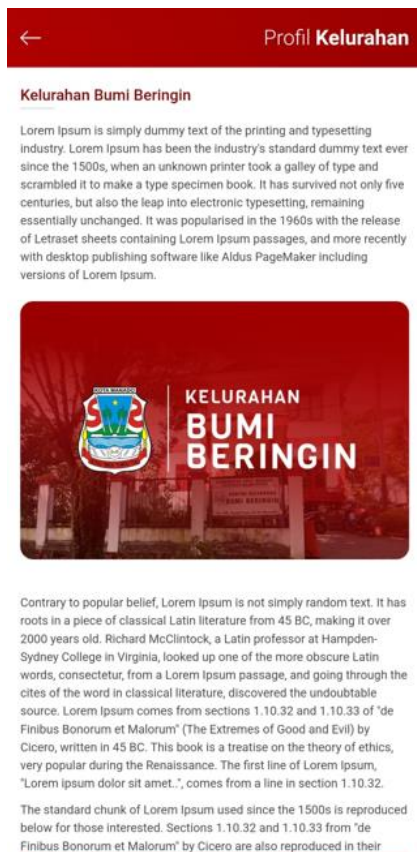 Profil Kelurahan
Kelurahan Bumi Beringin
Lorem Ipsum is simply dummy text of the printing and typesetting
industry. Lorem Ipsum has been the industry's standard dummy text ever
since the 1500s, when an unknown printer took a galley of type and
scrambled it to make a type specimen book. It has survived not only five
centuries, but also the leap into electronic typesetting, remaining
essentially unchanged. It was popularised in the 1960s with the release
of Letraset sheets containing Lorem Ipsum passages, and more recently
with desktop publishing software like Aldus PageMaker including
versions of Lorem Ipsum.
KOTA MANADO
KELURAHAN
BUMI
BERINGIN
BUMI BERINGIN
Contrary to popular belief, Lorem Ipsum is not simply random text. It has
roots in a piece of classical Latin literature from 45 BC, making it over
2000 years old. Richard McClintock, a Latin professor at Hampden-
Sydney College in Virginia, looked up one of the more obscure Latin
words, consectetur, from a Lorem Ipsum passage, and going through the
cites of the word in classical literature, discovered the undoubtable
source. Lorem Ipsum comes from sections 1.10.32 and 1.10.33 of "de
Finibus Bonorum et Malorum" (The Extremes of Good and Evil) by
Cicero, written in 45 BC. This book is a treatise on the theory of ethics,
very popular during the Renaissance. The first line of Lorem Ipsum,
"Lorem ipsum dolor sit amet..", comes from a line in section 1.10.32.
The standard chunk of Lorem Ipsum used since the 1500s is reproduced
below for those interested. Sections 1.10.32 and 1.10.33 from "de
Finibus Bonorum et Malorum" by Cicero are also reproduced in their